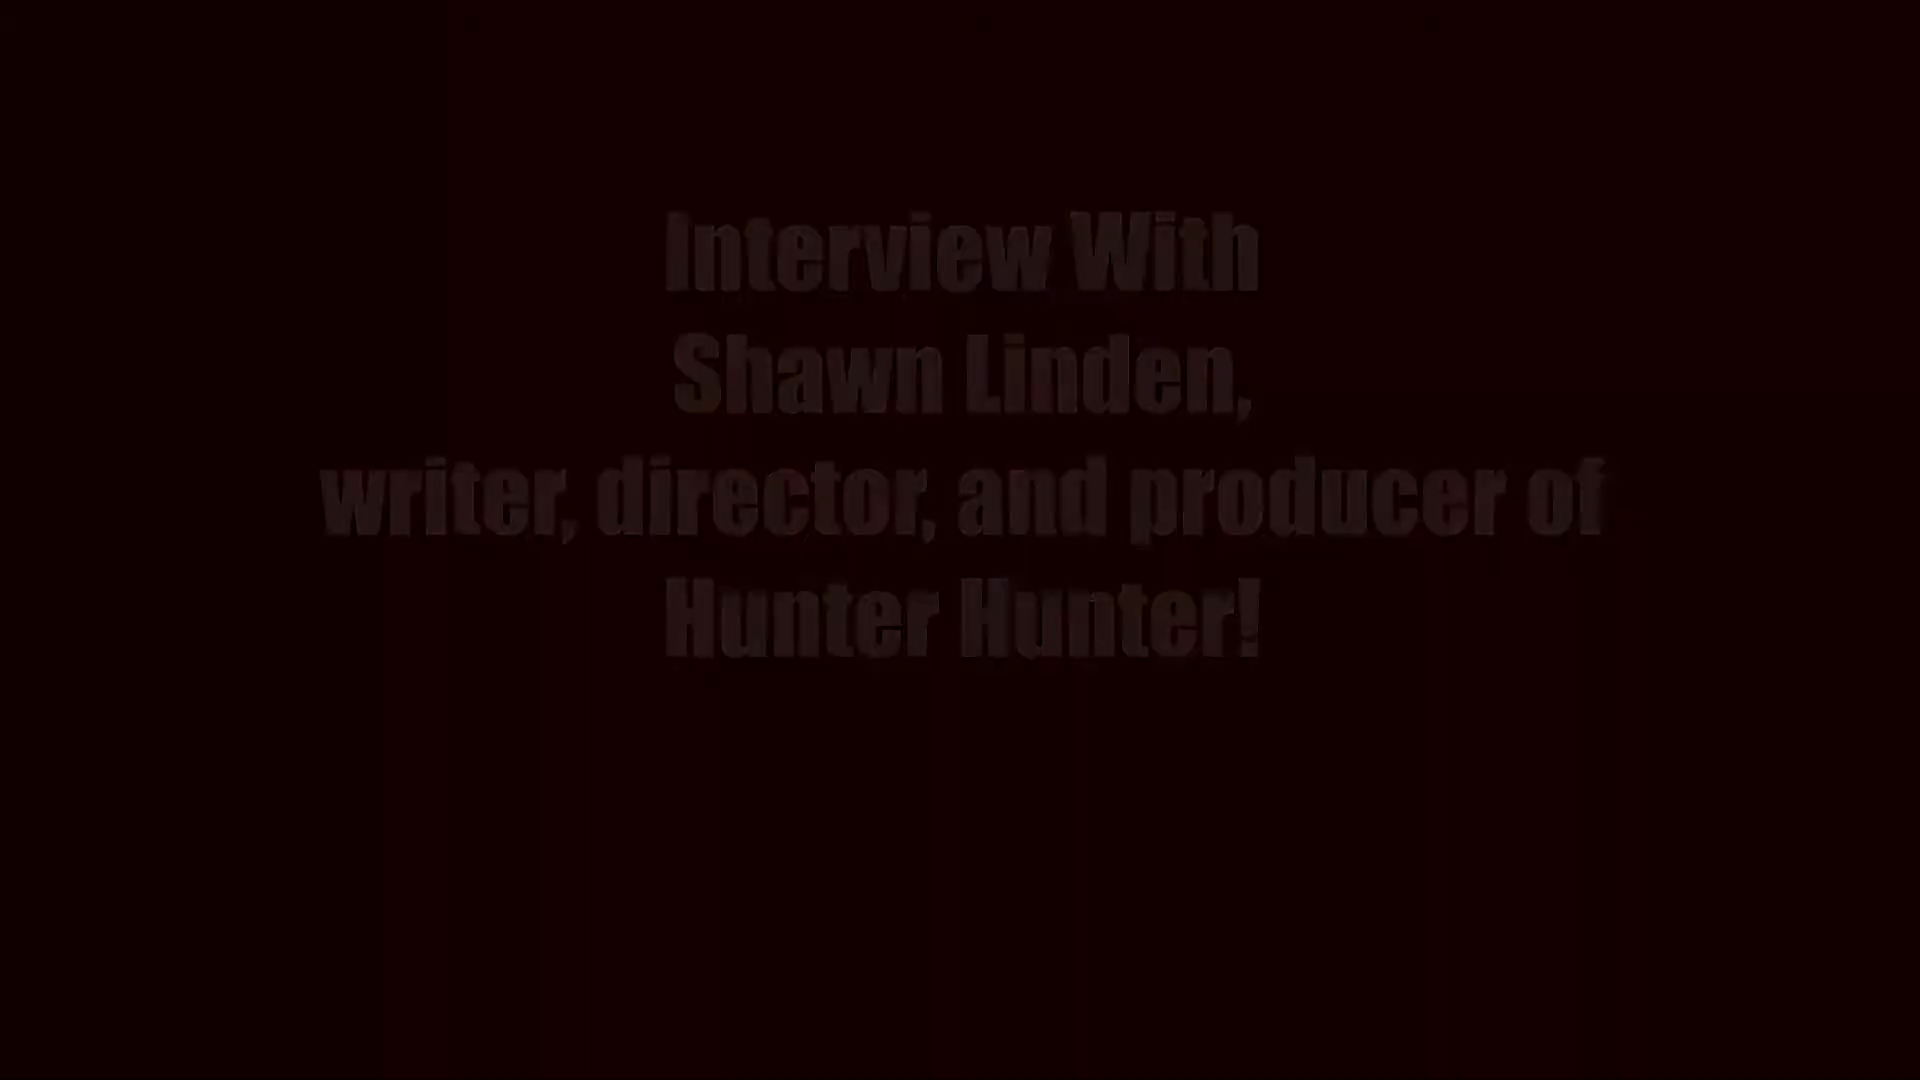 Interview With
Shawn Linden,
writer, director, and producer of
Hunter Hunter!